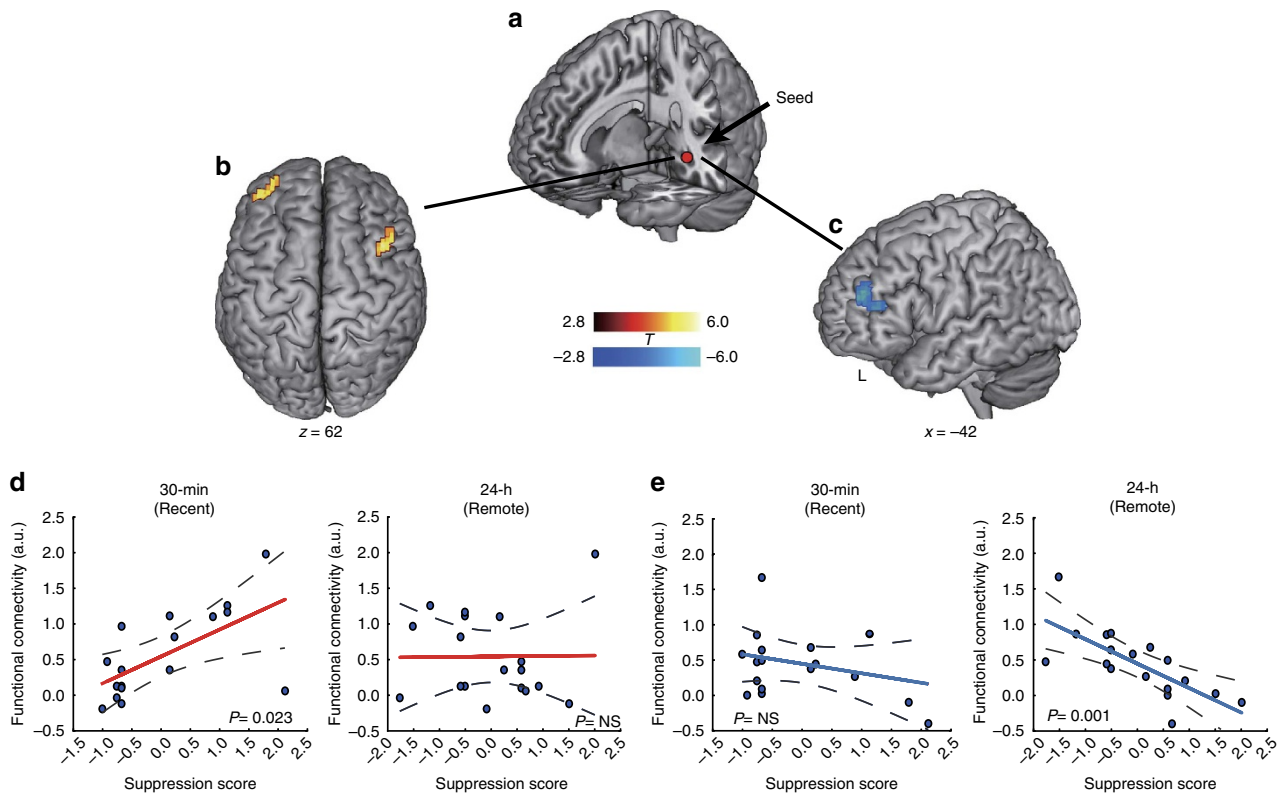 a
Seed
b
c
2.8 6.0
T
−2.8 −6.0
L
z = 62
x = −42
d
30-min
(Recent)
Functional connectivity (a.u.)
2.5
2.0
1.5
1.0
0.5
0.0
−0.5
P= 0.023
−1.5 −1.0 −0.5 0.0 0.5 1.0 1.5 2.0 2.5
Suppression score
24-h
(Remote)
Functional connectivity (a.u.)
2.5
2.0
1.5
1.0
0.5
0.0
−0.5
P= NS
−2.0 −1.5 −1.0 −0.5 0.0 0.5 1.0 1.5 2.0 2.5
Suppression score
e
30-min
(Recent)
Functional connectivity (a.u.)
2.5
2.0
1.5
1.0
0.5
0.0
−0.5
P= NS
−1.5 −1.0 −0.5 0.0 0.5 1.0 1.5 2.0 2.5
Suppression score
24-h
(Remote)
Functional connectivity (a.u.)
2.5
2.0
1.5
1.0
0.5
0.0
−0.5
P= 0.001
−2.0 −1.5 −1.0 −0.5 0.0 0.5 1.0 1.5 2.0 2.5
Suppression score